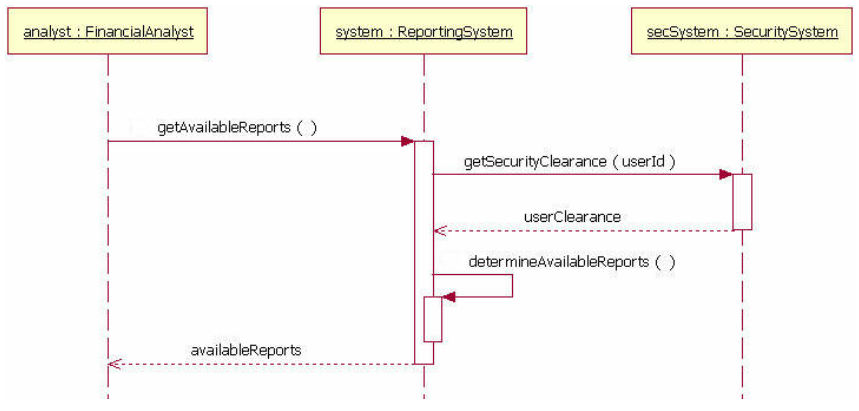 analyst : FinancialAnalyst
system : ReportingSystem
secSystem : SecuritySystem
getAvailableReports ( )
getSecurityClearance ( userId )
userClearance
determineAvailableReports ( )
availableReports